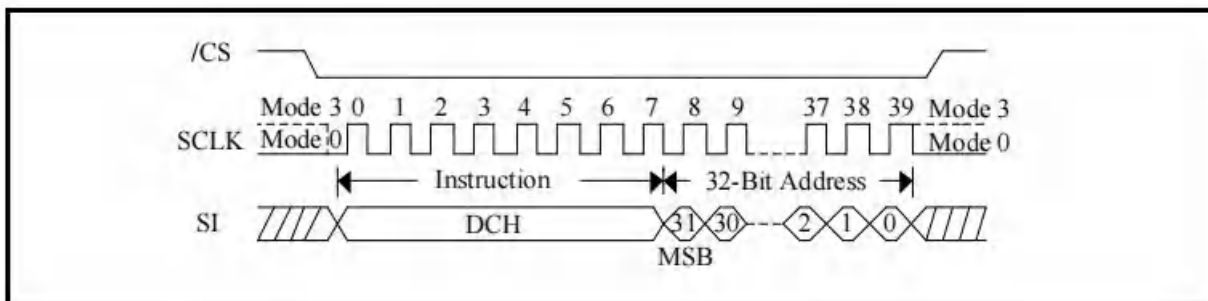 /CS
Mode 3 0 1 2 3 4 5 6 7 8 9 37 38 39 Mode 3
SCLK Mode 0 Mode 0
Instruction 32-Bit Address
SI DCH 31 30 2 1 0
MSB